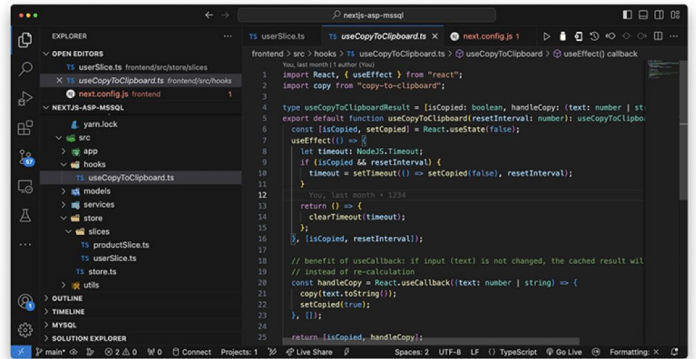 nextjs-asp-mssql
EXPLORER
TS userSlice.ts
TS useCopyToClipboard.ts
next.config.js 1
frontend > src > hooks > TS useCopyToClipboard.ts > useCopyToClipboard > useEffect() callback
OPEN EDITORS
TS userSlice.ts frontend/src/store/slices
TS useCopyToClipboard.ts frontend/src/hooks
next.config.js frontend 1
NEXTJS-ASP-MSSQL
yarn.lock
src
app
hooks
TS useCopyToClipboard.ts
models
services
store
slices
TS productSlice.ts
TS userSlice.ts
TS store.ts
utils
OUTLINE
TIMELINE
MYSQL
SOLUTION EXPLORER
67
1
You, last month | 1 author (You)
1 import React, { useEffect } from "react";
2 import copy from "copy-to-clipboard";
3
4 type useCopyToClipboardResult = [isCopied: boolean, handleCopy: (text: number | st
5 export default function useCopyToClipboard(resetInterval: number): useCopyToClipbo
6 const [isCopied, setCopied] = React.useState(false);
7 useEffect(() => {
8 let timeout: NodeJS.Timeout;
9 if (isCopied && resetInterval) {
10 timeout = setTimeout(() => setCopied(false), resetInterval);
11 }
12 You, last month • 1234
13 return () => {
14 clearTimeout(timeout);
15 };
16 }, [isCopied, resetInterval]);
17
18 // benefit of useCallback: if input (text) is not changed, the cached result wil
19 // instead of re-calculation
20 const handleCopy = React.useCallback((text: number | string) => {
21 copy(text.toString());
22 setCopied(true);
23 }, []);
24
25 return [isCopied, handleCopy];
main* 2 0 0 Connect Projects: 1 Live Share Spaces: 2 UTF-8 LF {} TypeScript Go Live Formatting: X